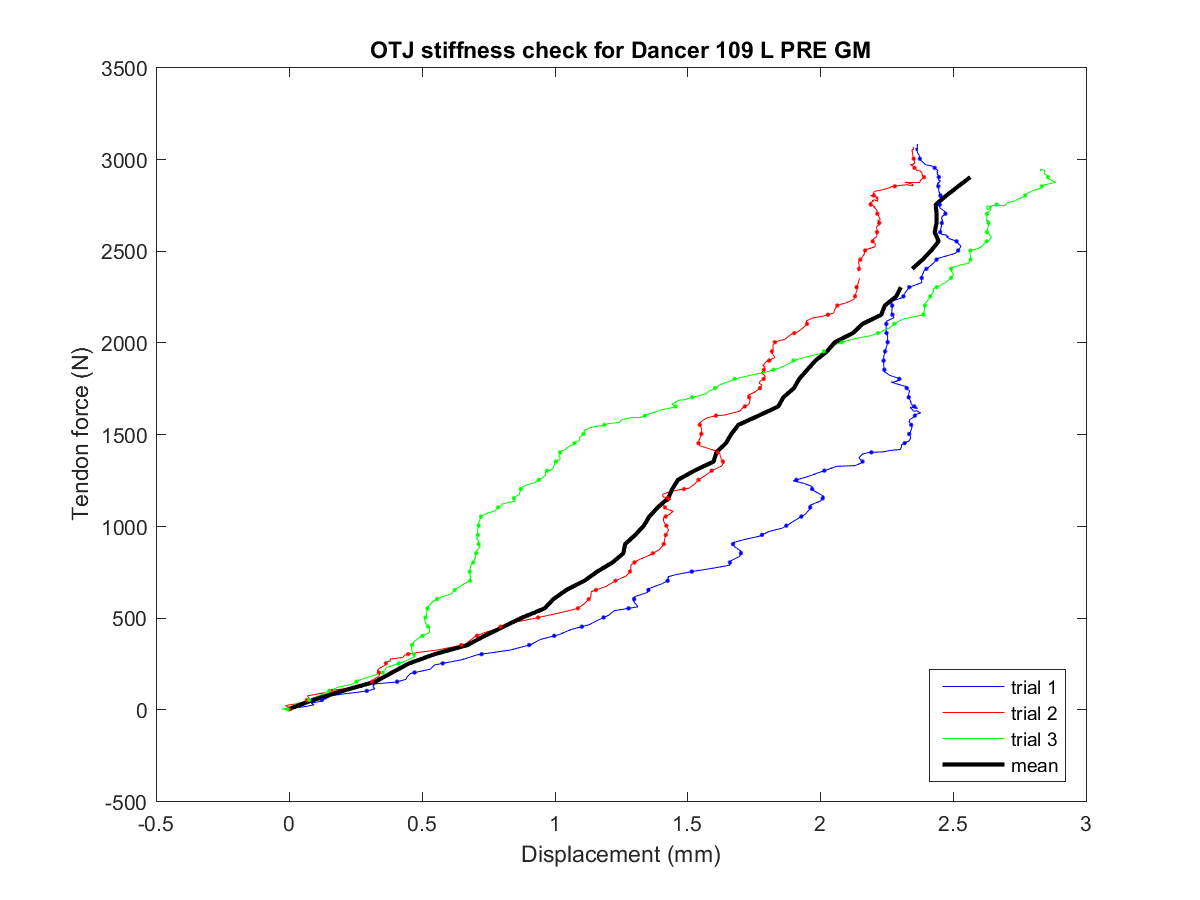 OTJ stiffness check for Dancer 109 L PRE GM
3500
3000
2500
2000
1500
1000
500
0
-500
Tendon force (N)
-0.5 0 0.5 1 1.5 2 2.5 3
Displacement (mm)
trial 1
trial 2
trial 3
mean